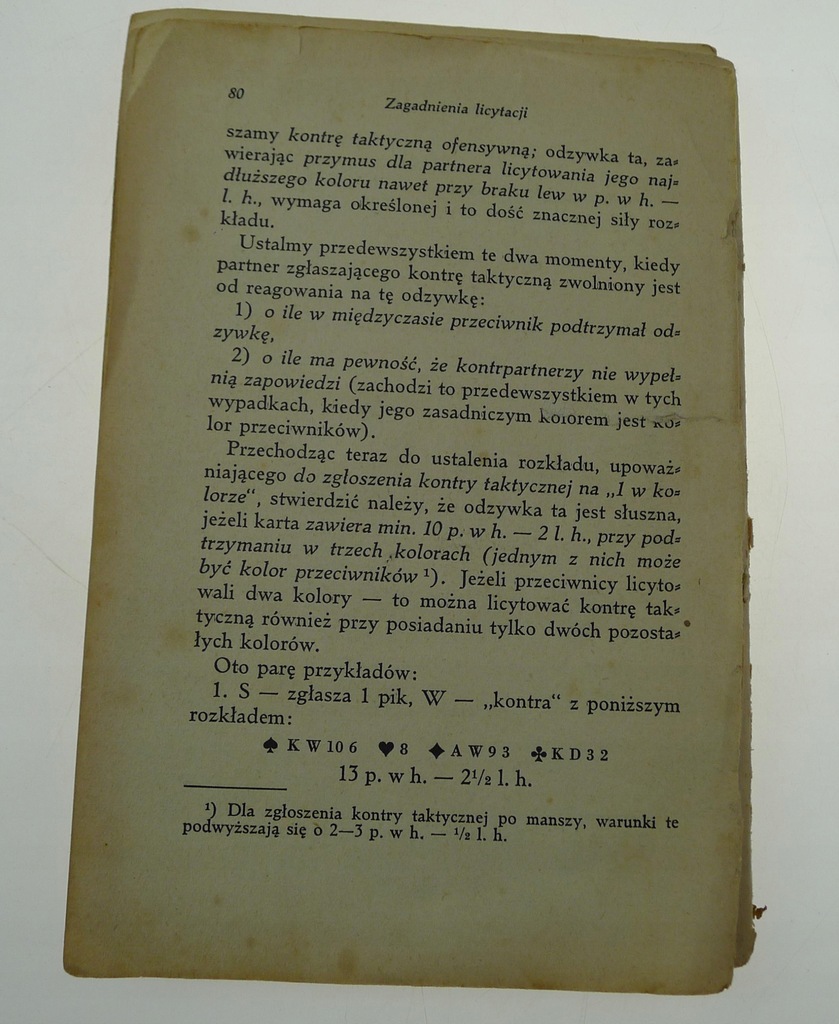 80
Zagadnienia licytacji
szamy kontrę taktyczną ofensywną; odzywka ta, za=
wierając przymus dla partnera licytowania jego naj=
dłuższego koloru nawet przy braku lew w p. w h. —
l. h., wymaga określonej i to dość znacznej siły roz=
kładu.
Ustalmy przedewszystkiem te dwa momenty, kiedy
partner zgłaszającego kontrę taktyczną zwolniony jest
od reagowania na tę odzywkę:
1) o ile w międzyczasie przeciwnik podtrzymał od=
zywkę,
2) o ile ma pewność, że kontrpartnerzy nie wypeł=
nią zapowiedzi (zachodzi to przedewszystkiem w tych
wypadkach, kiedy jego zasadniczym kolorem jest ko=
lor przeciwników).
Przechodząc teraz do ustalenia rozkładu, upoważ=
niającego do zgłoszenia kontry taktycznej na „1 w ko=
lorze“, stwierdzić należy, że odzywka ta jest słuszna,
jeżeli karta zawiera min. 10 p. w h. — 2 l. h., przy pod=
trzymaniu w trzech kolorach (jednym z nich może
być kolor przeciwników ¹). Jeżeli przeciwnicy licyto=
wali dwa kolory — to można licytować kontrę tak=
tyczną również przy posiadaniu tylko dwóch pozosta=
łych kolorów.
Oto parę przykładów:
1. S — zgłasza 1 pik, W — „kontra“ z poniższym
rozkładem:
♠ K W 10 6 ♥ 8 ♦ A W 9 3 ♣ K D 3 2
13 p. w h. — 2½ l. h.
¹) Dla zgłoszenia kontry taktycznej po manszy, warunki te
podwyższają się o 2—3 p. w h. — ½ l. h.